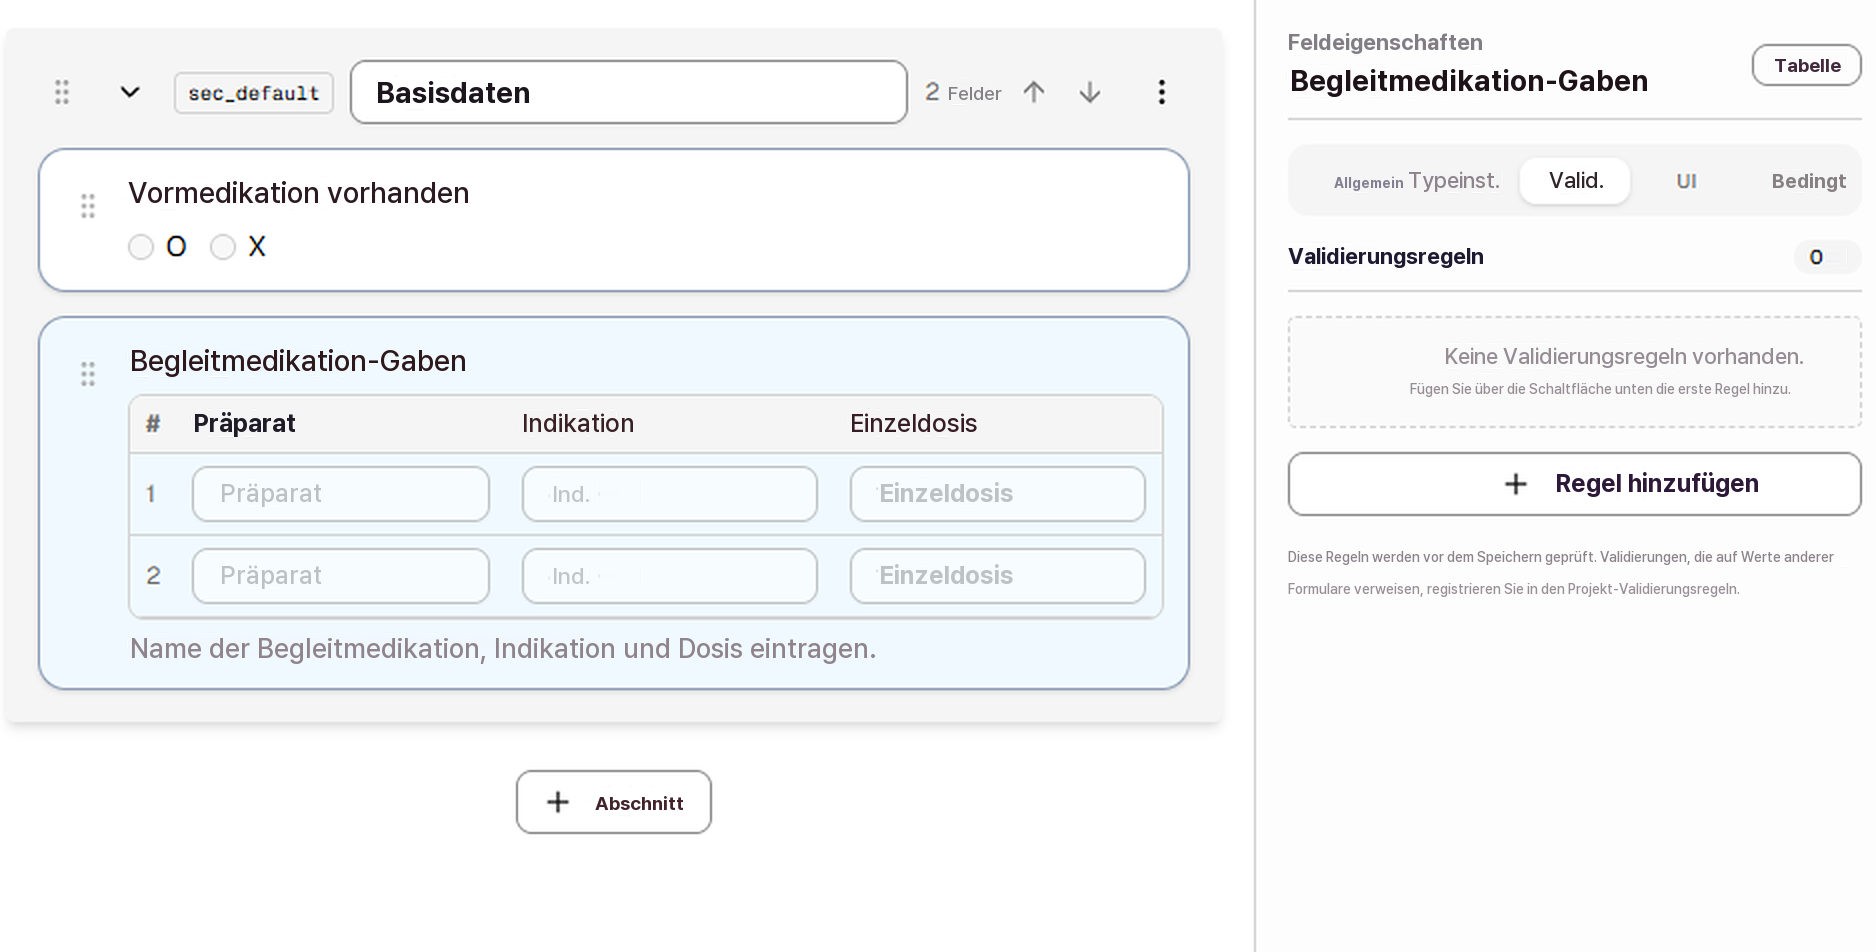 sec_default Basisdaten 2 Felder
Vormedikation vorhanden
O X
Begleitmedikation-Gaben
# Präparat Indikation Einzeldosis
1 Präparat Ind. Einzeldosis
2 Präparat Ind. Einzeldosis
Name der Begleitmedikation, Indikation und Dosis eintragen.
+ Abschnitt
Feldeigenschaften
Begleitmedikation-Gaben Tabelle
Allgemein Typeinst. Valid. UI Bedingt
Validierungsregeln 0
Keine Validierungsregeln vorhanden.
Fügen Sie über die Schaltfläche unten die erste Regel hinzu.
+ Regel hinzufügen
Diese Regeln werden vor dem Speichern geprüft. Validierungen, die auf Werte anderer
Formulare verweisen, registrieren Sie in den Projekt-Validierungsregeln.